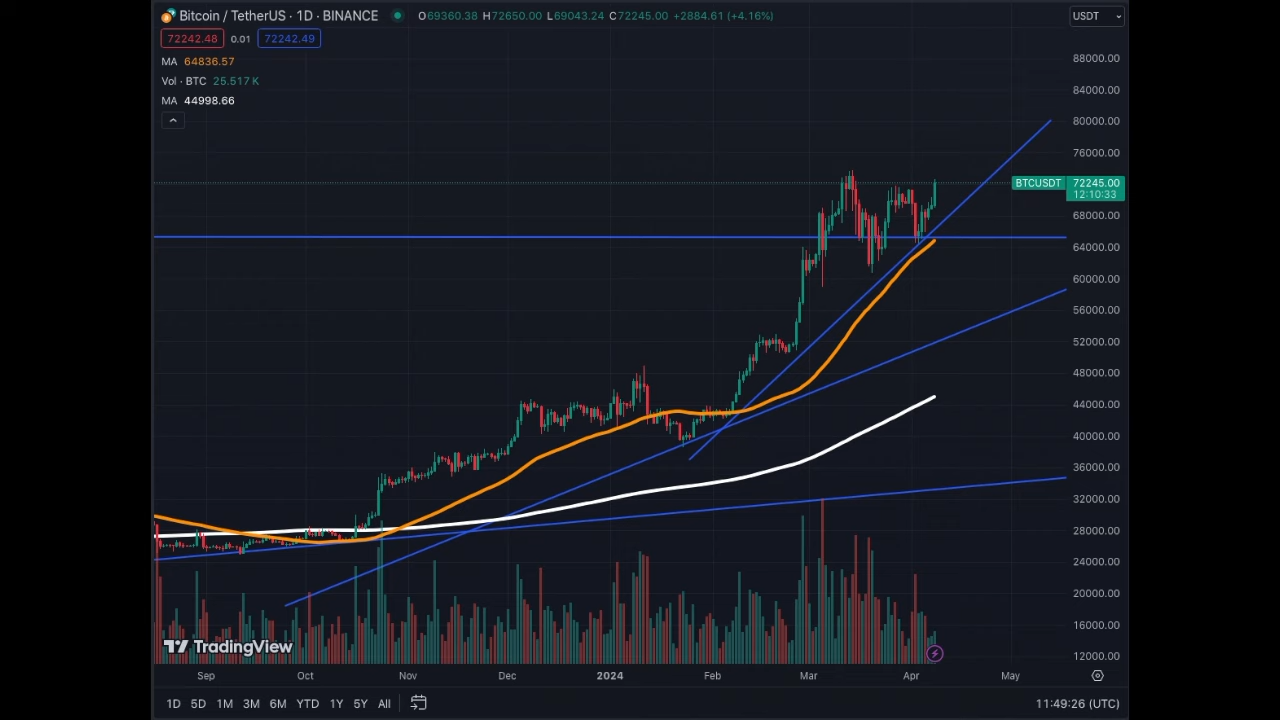 Bitcoin / TetherUS · 1D · BINANCE O69360.38 H72650.00 L69043.24 C72245.00 +2884.61 (+4.16%)
USDT
72242.48 0.01 72242.49
MA 64836.57
Vol · BTC 25.517 K
MA 44998.66
88000.00
84000.00
80000.00
76000.00
BTCUSDT 72245.00
12:10:33
68000.00
64000.00
60000.00
56000.00
52000.00
48000.00
44000.00
40000.00
36000.00
32000.00
28000.00
24000.00
20000.00
16000.00
12000.00
TradingView
Sep Oct Nov Dec 2024 Feb Mar Apr May
1D 5D 1M 3M 6M YTD 1Y 5Y All 11:49:26 (UTC)